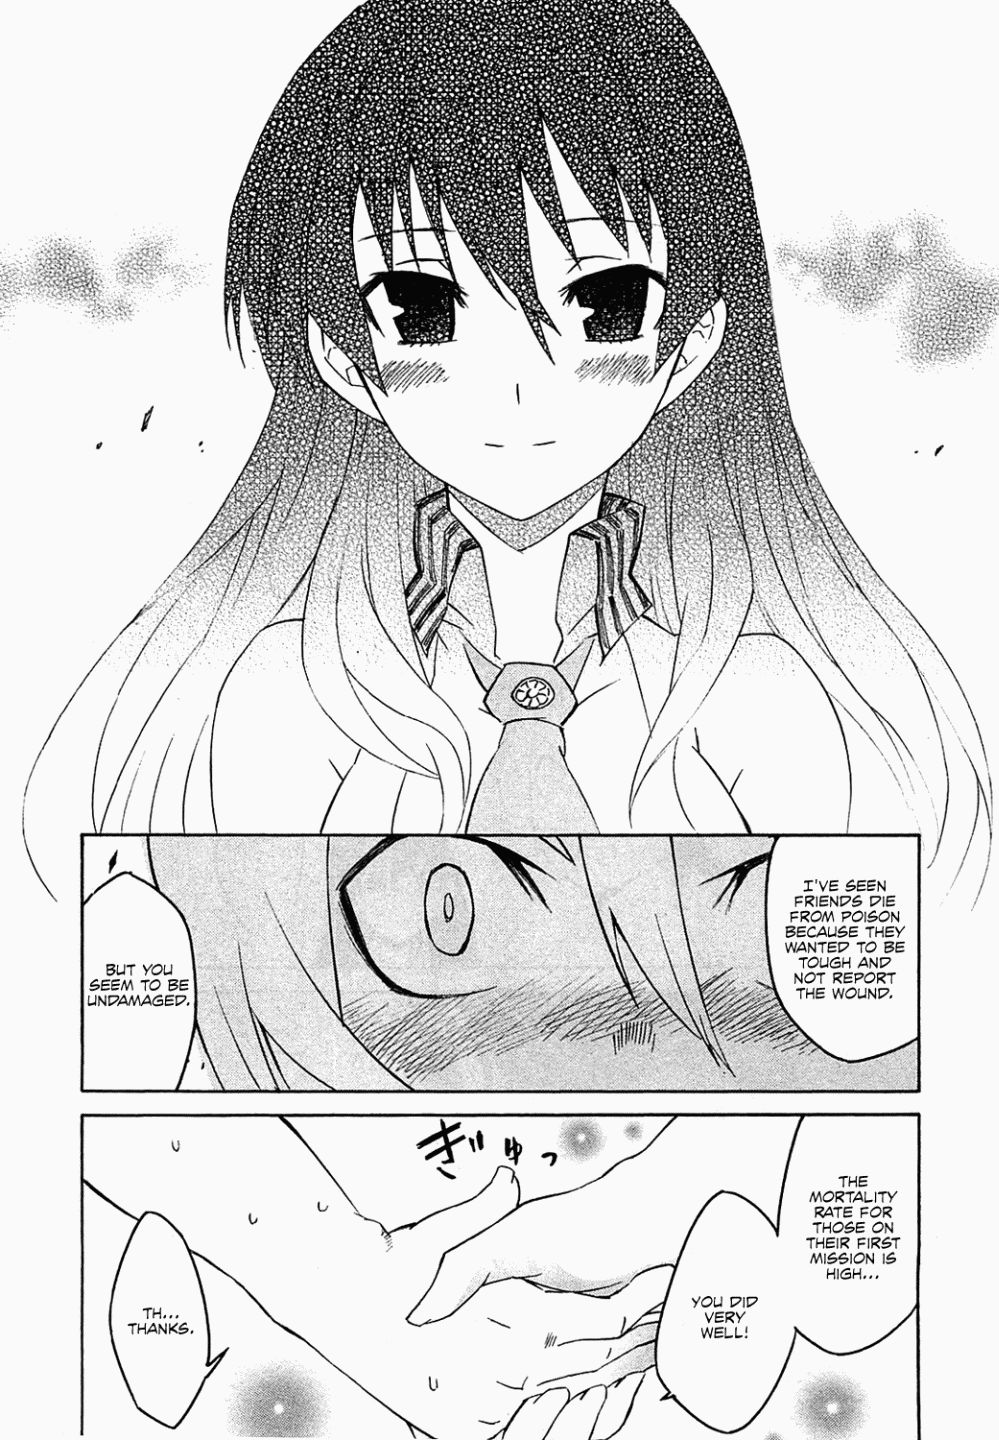 I'VE SEEN
FRIENDS DIE
FROM POISON
BECAUSE THEY
WANTED TO BE
TOUGH AND
NOT REPORT
THE WOUND.
BUT YOU
SEEM TO BE
UNDAMAGED.
THE
MORTALITY
RATE FOR
THOSE ON
THEIR FIRST
MISSION IS
HIGH...
YOU DID
VERY
WELL!
ぎゅっ
TH...
THANKS.